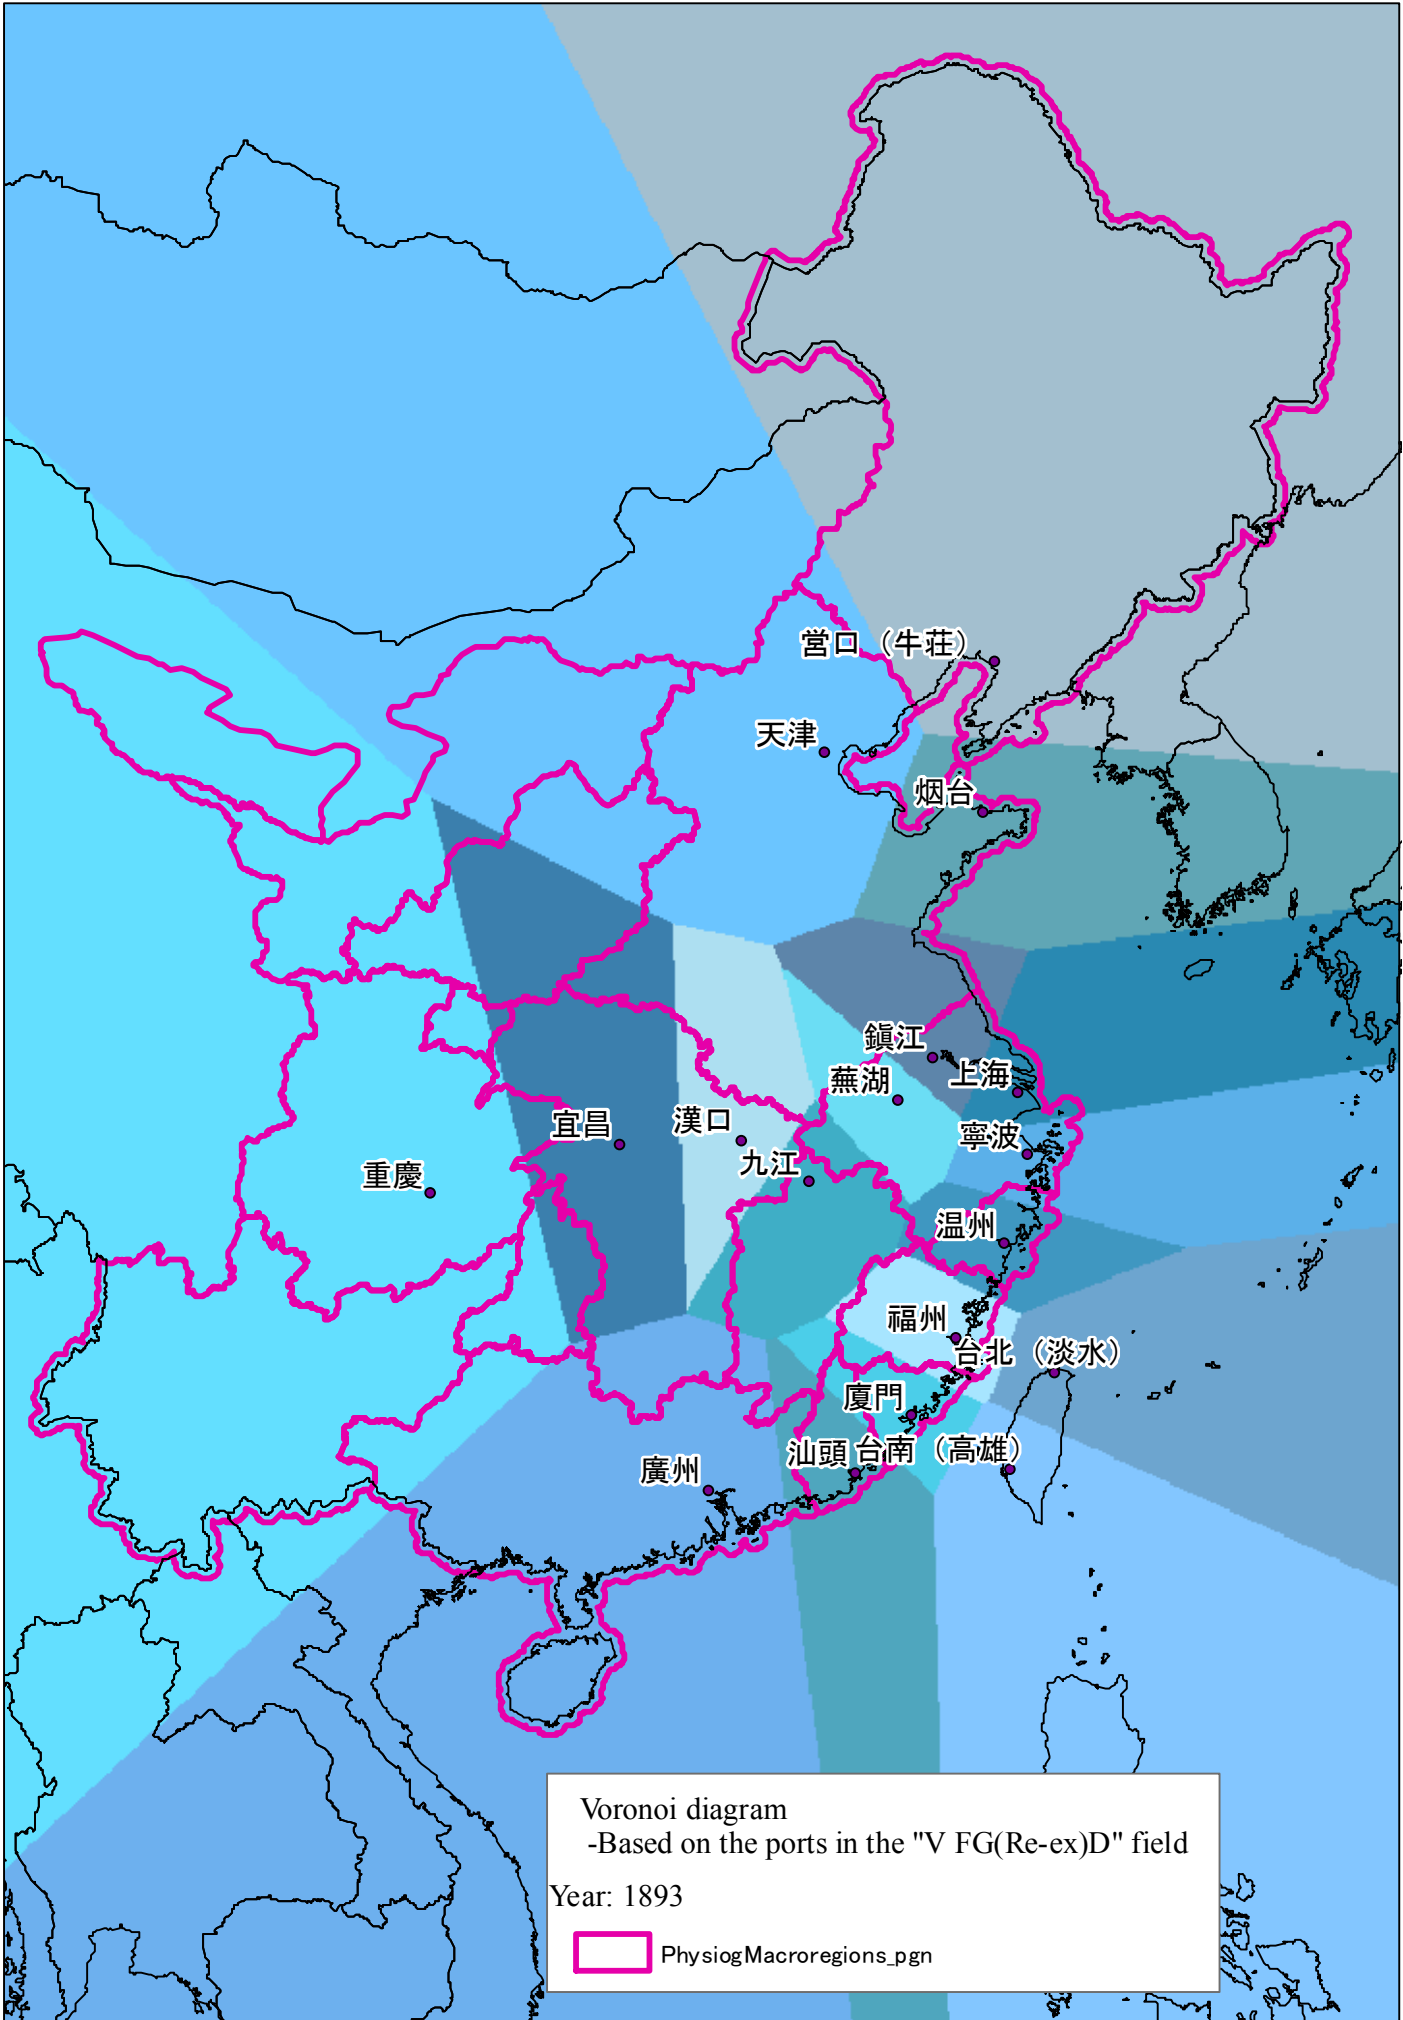 営口（牛荘）
天津
烟台
鎭江
上海
蕪湖
寧波
漢口
宜昌
九江
重慶
温州
福州
台北（淡水）
廈門
汕頭
台南（高雄）
廣州
Voronoi diagram
-Based on the ports in the "V FG(Re-ex)D" field
Year: 1893
PhysiogMacroregions_pgn